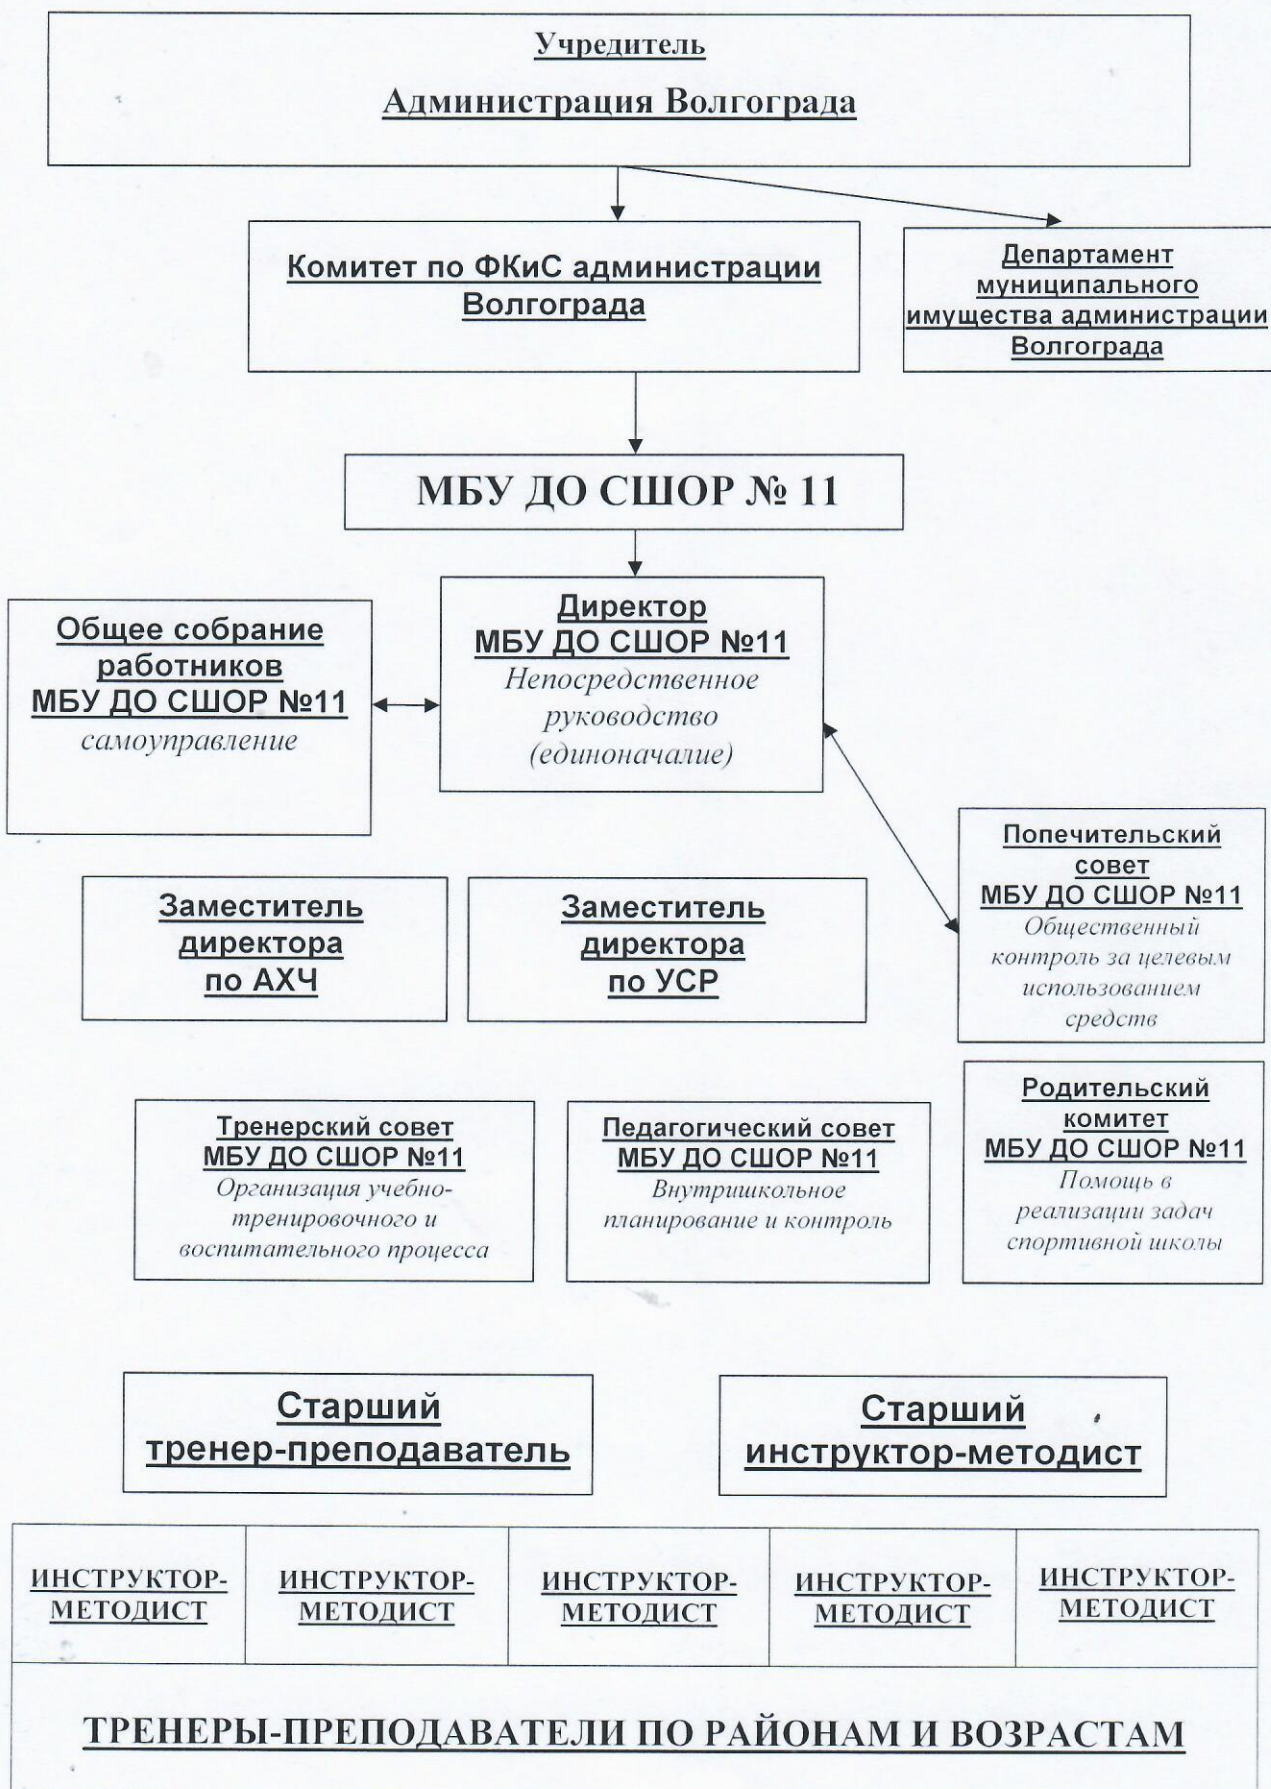 Учредитель
Администрация Волгограда
Комитет по ФКиС администрации
Волгограда
Департамент
муниципального
имущества администрации
Волгограда
МБУ ДО СШОР № 11
Общее собрание
работников
МБУ ДО СШОР №11
самоуправление
Директор
МБУ ДО СШОР №11
Непосредственное
руководство
(единоначалие)
Попечительский
совет
МБУ ДО СШОР №11
Общественный
контроль за целевым
использованием
средств
Заместитель
директора
по АХЧ
Заместитель
директора
по УСР
Тренерский совет
МБУ ДО СШОР №11
Организация учебно-
тренировочного и
воспитательного процесса
Педагогический совет
МБУ ДО СШОР №11
Внутришкольное
планирование и контроль
Родительский
комитет
МБУ ДО СШОР №11
Помощь в
реализации задач
спортивной школы
Старший
тренер-преподаватель
Старший
инструктор-методист
ИНСТРУКТОР-
МЕТОДИСТ
ИНСТРУКТОР-
МЕТОДИСТ
ИНСТРУКТОР-
МЕТОДИСТ
ИНСТРУКТОР-
МЕТОДИСТ
ИНСТРУКТОР-
МЕТОДИСТ
ТРЕНЕРЫ-ПРЕПОДАВАТЕЛИ ПО РАЙОНАМ И ВОЗРАСТАМ